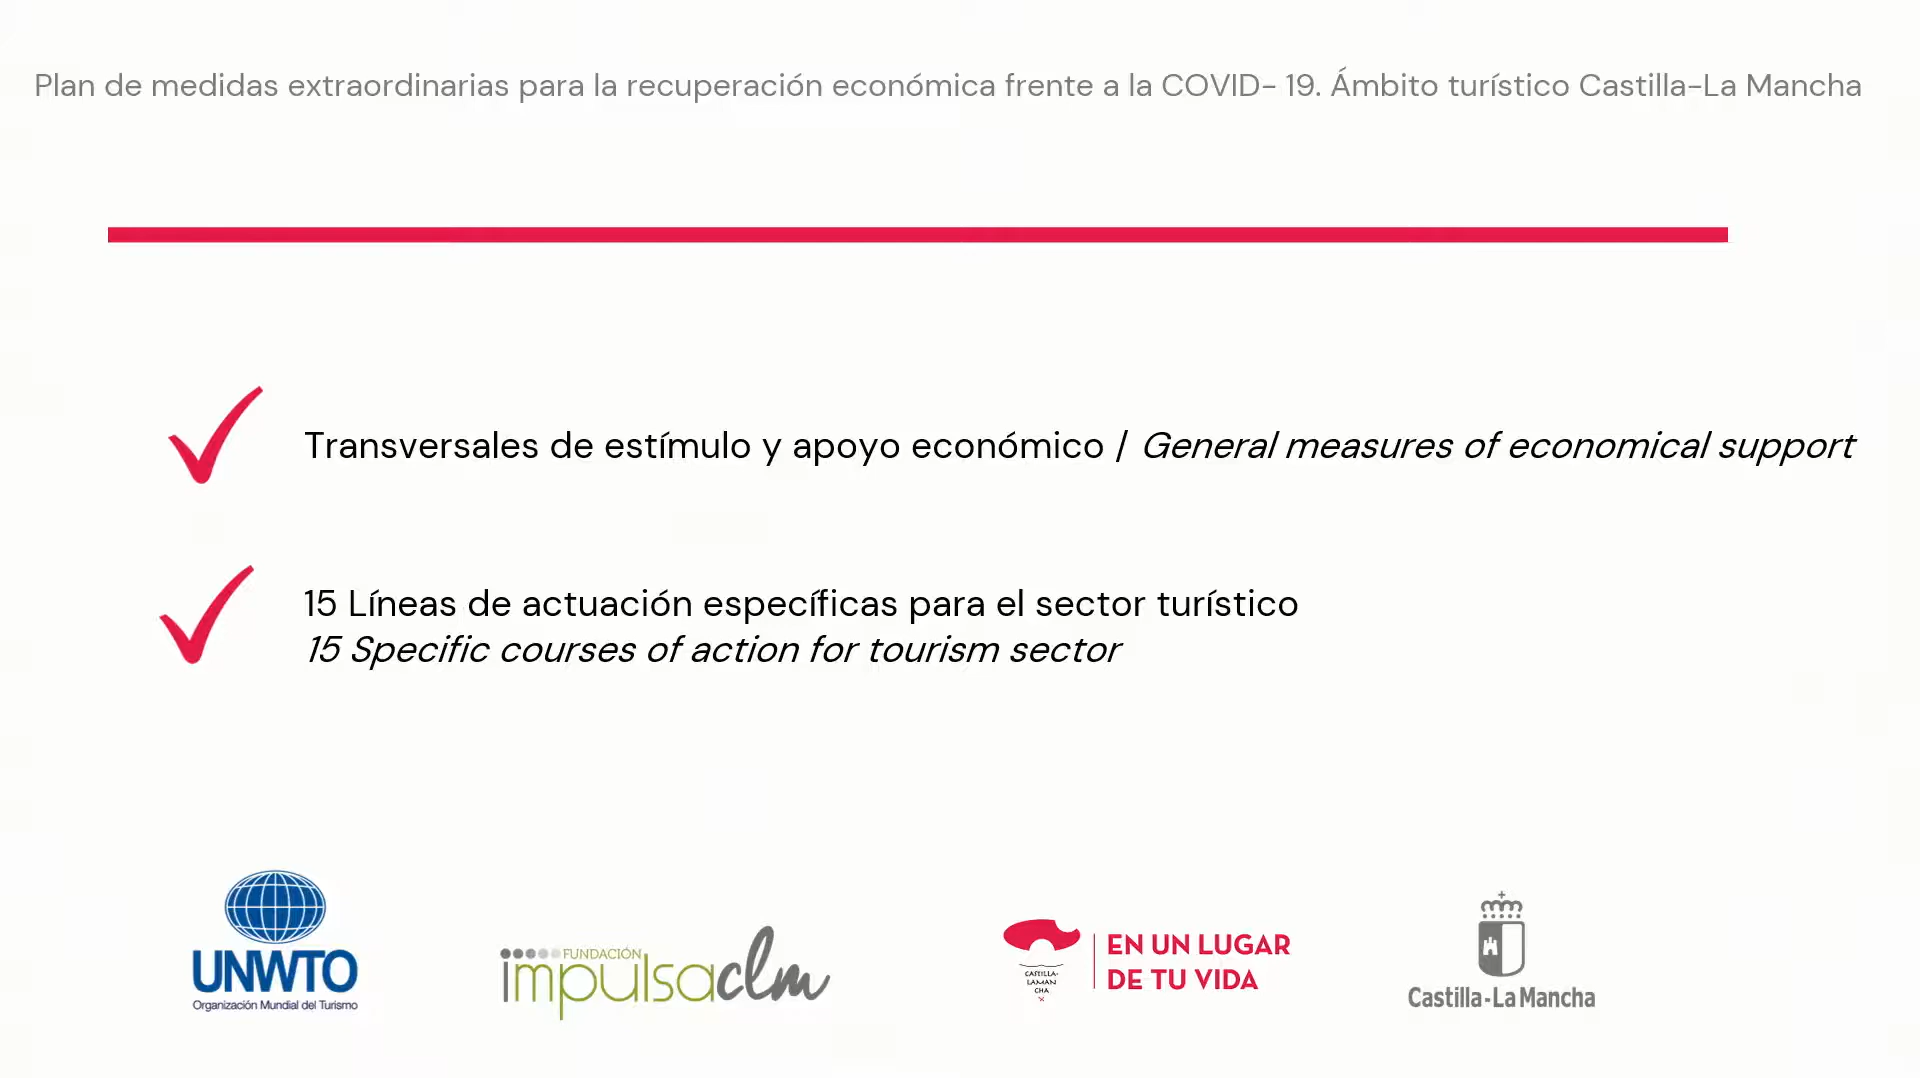 Plan de medidas extraordinarias para la recuperación económica frente a la COVID- 19. Ámbito turístico Castilla-La Mancha
Transversales de estímulo y apoyo económico / General measures of economical support
15 Líneas de actuación específicas para el sector turístico
15 Specific courses of action for tourism sector
UNWTO
Organización Mundial del Turismo
FUNDACIÓN
impulsaclm
CASTILLA-
LAMAN
CHA
EN UN LUGAR
DE TU VIDA
Castilla-La Mancha